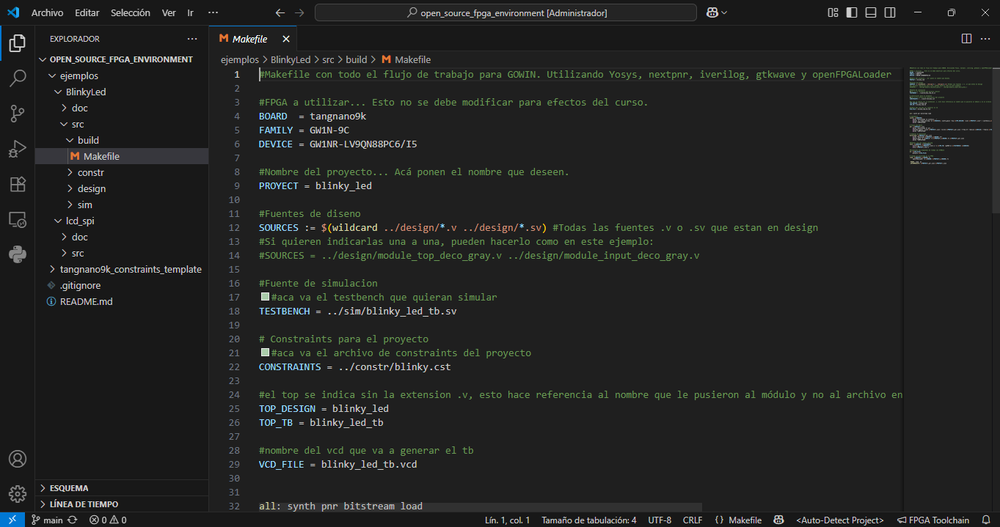 Archivo Editar Selección Ver Ir ··· open_source_fpga_environment [Administrador]
EXPLORADOR ···
OPEN_SOURCE_FPGA_ENVIRONMENT
ejemplos
BlinkyLed
doc
src
build
Makefile
constr
design
sim
lcd_spi
doc
src
tangnano9k_constraints_template
.gitignore
README.md
ESQUEMA
LÍNEA DE TIEMPO
Makefile
ejemplos > BlinkyLed > src > build > Makefile
1 #Makefile con todo el flujo de trabajo para GOWIN. Utilizando Yosys, nextpnr, iverilog, gtkwave y openFPGALoader
2
3 #FPGA a utilizar... Esto no se debe modificar para efectos del curso.
4 BOARD = tangnano9k
5 FAMILY = GW1N-9C
6 DEVICE = GW1NR-LV9QN88PC6/I5
7
8 #Nombre del proyecto... Acá ponen el nombre que deseen.
9 PROYECT = blinky_led
10
11 #Fuentes de diseno
12 SOURCES := $(wildcard ../design/*.v ../design/*.sv) #Todas las fuentes .v o .sv que estan en design
13 #Si quieren indicarlas una a una, pueden hacerlo como en este ejemplo:
14 #SOURCES = ../design/module_top_deco_gray.v ../design/module_input_deco_gray.v
15
16 #Fuente de simulacion
17 #aca va el testbench que quieran simular
18 TESTBENCH = ../sim/blinky_led_tb.sv
19
20 # Constraints para el proyecto
21 #aca va el archivo de constraints del proyecto
22 CONSTRAINTS = ../constr/blinky.cst
23
24 #el top se indica sin la extension .v, esto hace referencia al nombre que le pusieron al módulo y no al archivo en
25 TOP_DESIGN = blinky_led
26 TOP_TB = blinky_led_tb
27
28 #nombre del vcd que va a generar el tb
29 VCD_FILE = blinky_led_tb.vcd
30
31
32 all: synth pnr bitstream load
main 0 0 Lín. 1, col. 1 Tamaño de tabulación: 4 UTF-8 CRLF {} Makefile <Auto-Detect Project> FPGA Toolchain